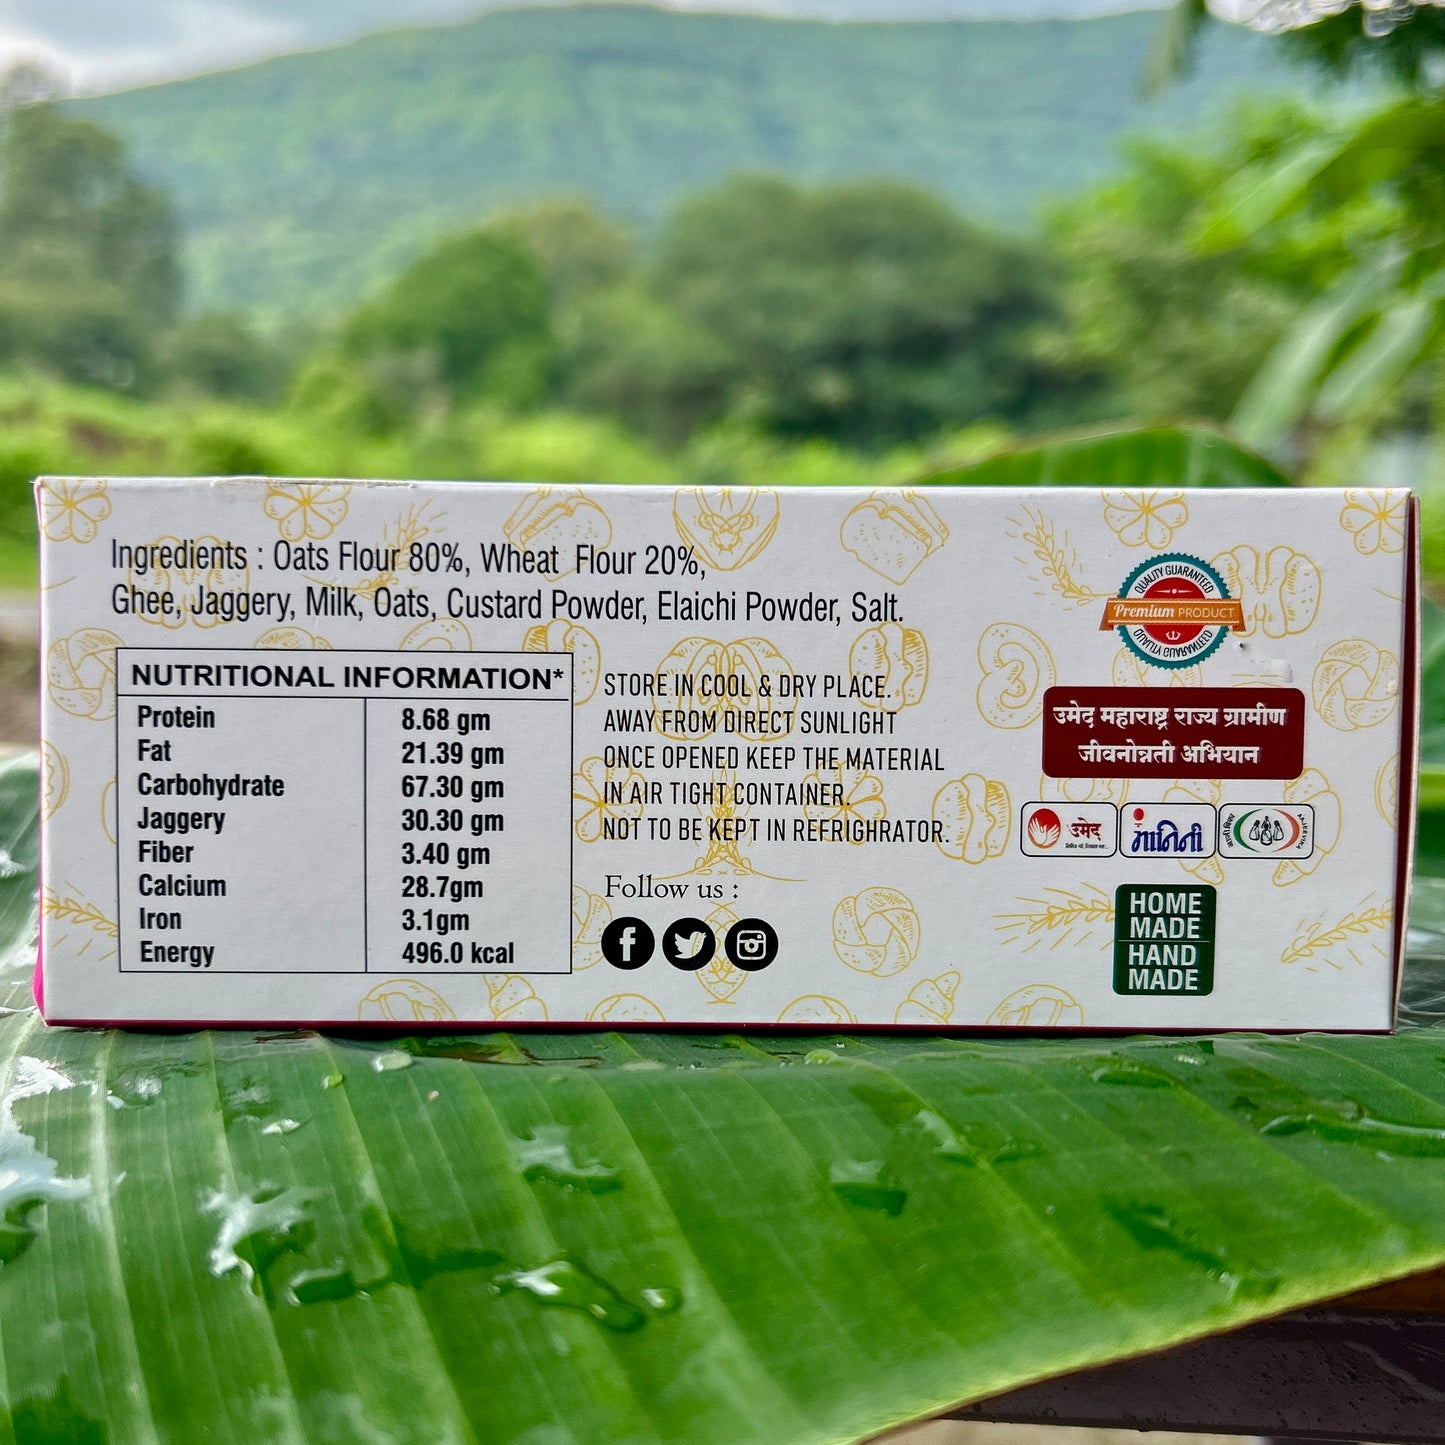 Ingredients : Oats Flour 80%, Wheat Flour 20%,
Ghee, Jaggery, Milk, Oats, Custard Powder, Elaichi Powder, Salt.
NUTRITIONAL INFORMATION*
Protein 8.68 gm
Fat 21.39 gm
Carbohydrate 67.30 gm
Jaggery 30.30 gm
Fiber 3.40 gm
Calcium 28.7gm
Iron 3.1gm
Energy 496.0 kcal
STORE IN COOL & DRY PLACE.
AWAY FROM DIRECT SUNLIGHT
ONCE OPENED KEEP THE MATERIAL
IN AIR TIGHT CONTAINER.
NOT TO BE KEPT IN REFRIGHRATOR.
Follow us :
QUALITY GUARANTEED
Premium PRODUCT
QUALITY GUARANTEED
उमेद महाराष्ट्र राज्य ग्रामीण
जीवनोन्नती अभियान
उमेद
मानिनी
AAJEEVIKA
HOME
MADE
HAND
MADE